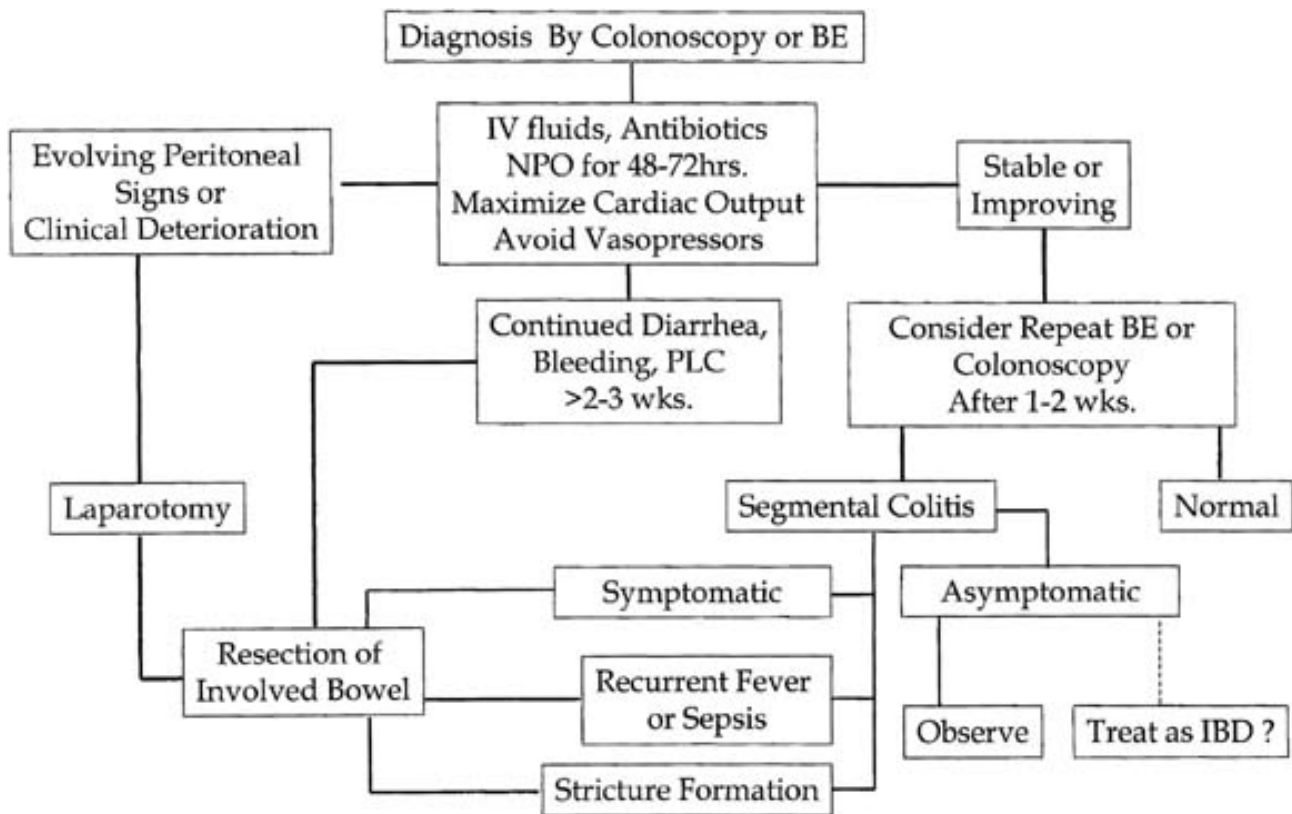 Diagnosis By Colonoscopy or BE
IV fluids, Antibiotics
NPO for 48-72hrs.
Maximize Cardiac Output
Avoid Vasopressors
Evolving Peritoneal
Signs or
Clinical Deterioration
Stable or
Improving
Continued Diarrhea,
Bleeding, PLC
>2-3 wks.
Consider Repeat BE or
Colonoscopy
After 1-2 wks.
Laparotomy
Segmental Colitis
Normal
Symptomatic
Asymptomatic
Resection of
Involved Bowel
Recurrent Fever
or Sepsis
Observe
Treat as IBD ?
Stricture Formation